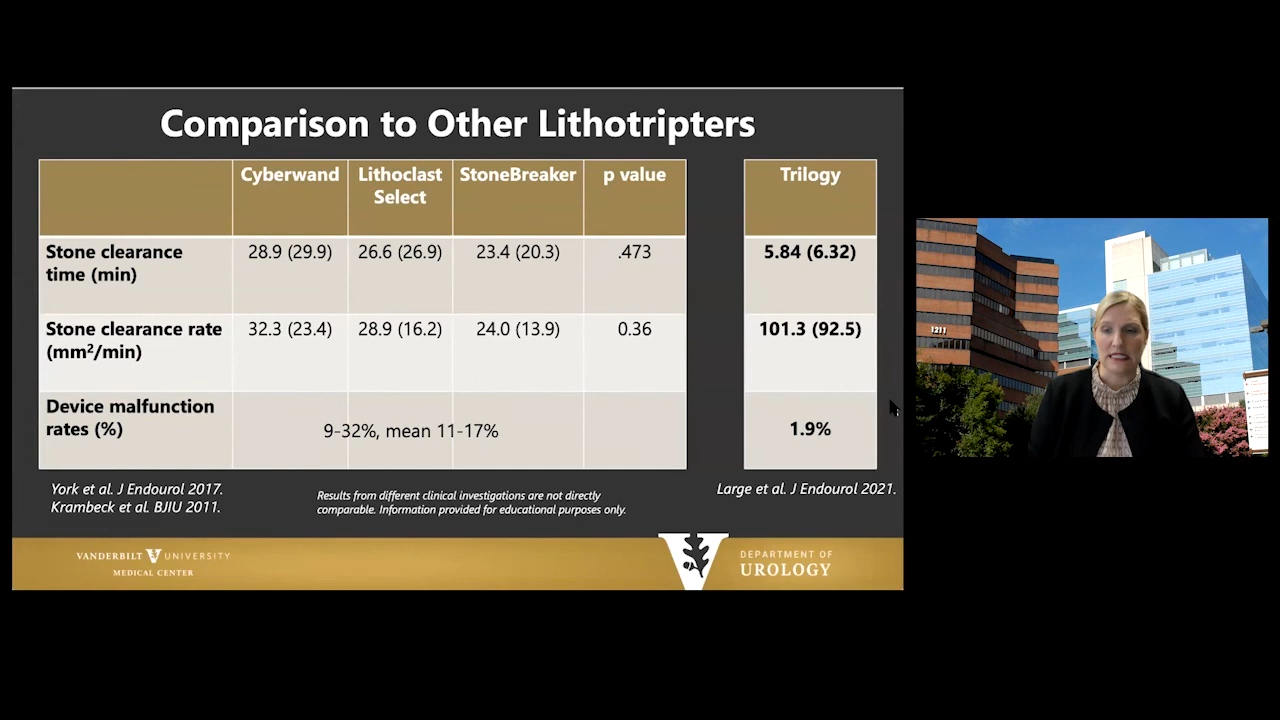 Comparison to Other Lithotripters
Cyberwand Lithoclast Select StoneBreaker p value Trilogy
Stone clearance time (min) 28.9 (29.9) 26.6 (26.9) 23.4 (20.3) .473 5.84 (6.32)
Stone clearance rate (mm²/min) 32.3 (23.4) 28.9 (16.2) 24.0 (13.9) 0.36 101.3 (92.5)
Device malfunction rates (%) 9-32%, mean 11-17% 1.9%
York et al. J Endourol 2017.
Krambeck et al. BJIU 2011.
Results from different clinical investigations are not directly
comparable. Information provided for educational purposes only.
Large et al. J Endourol 2021.
VANDERBILT V UNIVERSITY
MEDICAL CENTER
V
DEPARTMENT OF
UROLOGY
1211